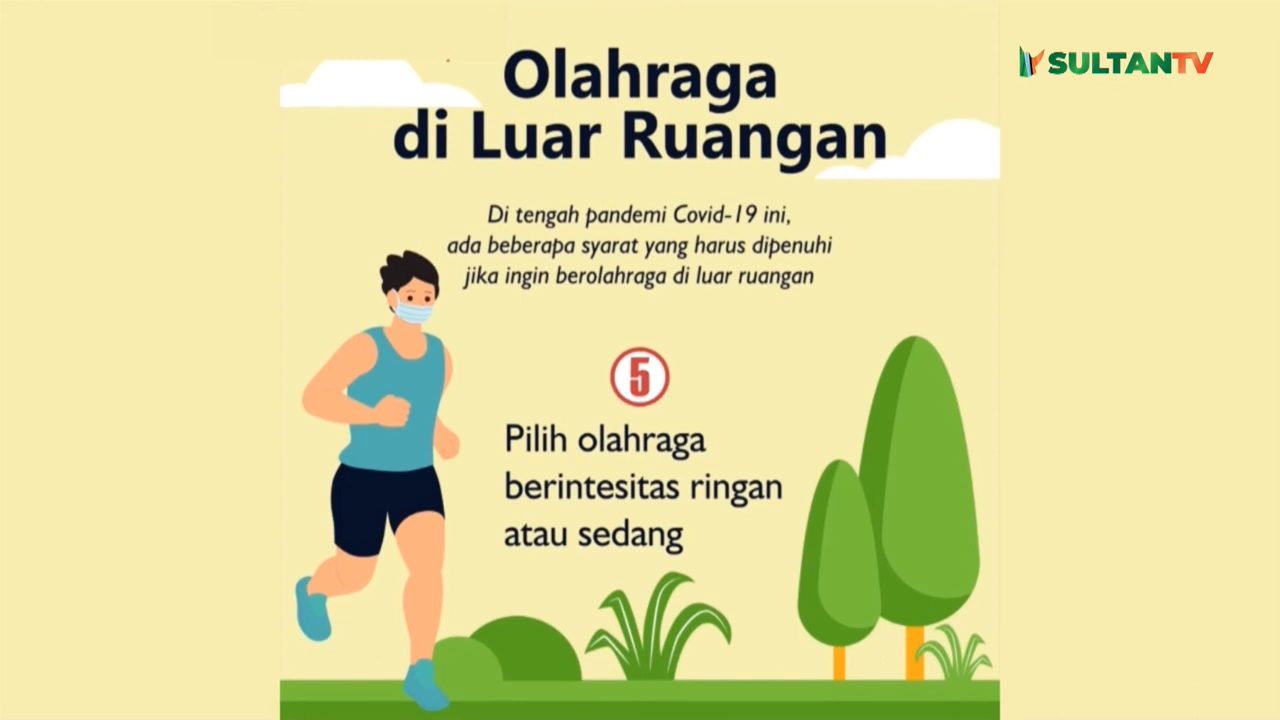 Olahraga
di Luar Ruangan
SULTANTV
Di tengah pandemi Covid-19 ini,
ada beberapa syarat yang harus dipenuhi
jika ingin berolahraga di luar ruangan
5
Pilih olahraga
berintesitas ringan
atau sedang